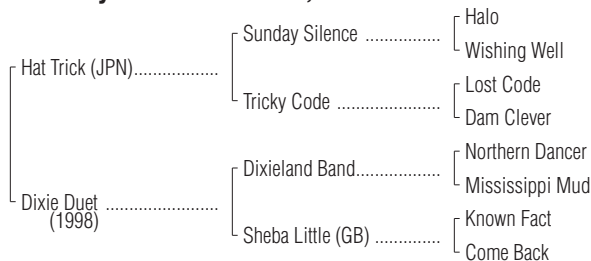 Halo
Sunday Silence ................
Wishing Well
Hat Trick (JPN)..................
Lost Code
Tricky Code ......................
Dam Clever
Northern Dancer
Dixieland Band..................
Mississippi Mud
Dixie Duet ........................
(1998)
Known Fact
Sheba Little (GB) ..............
Come Back